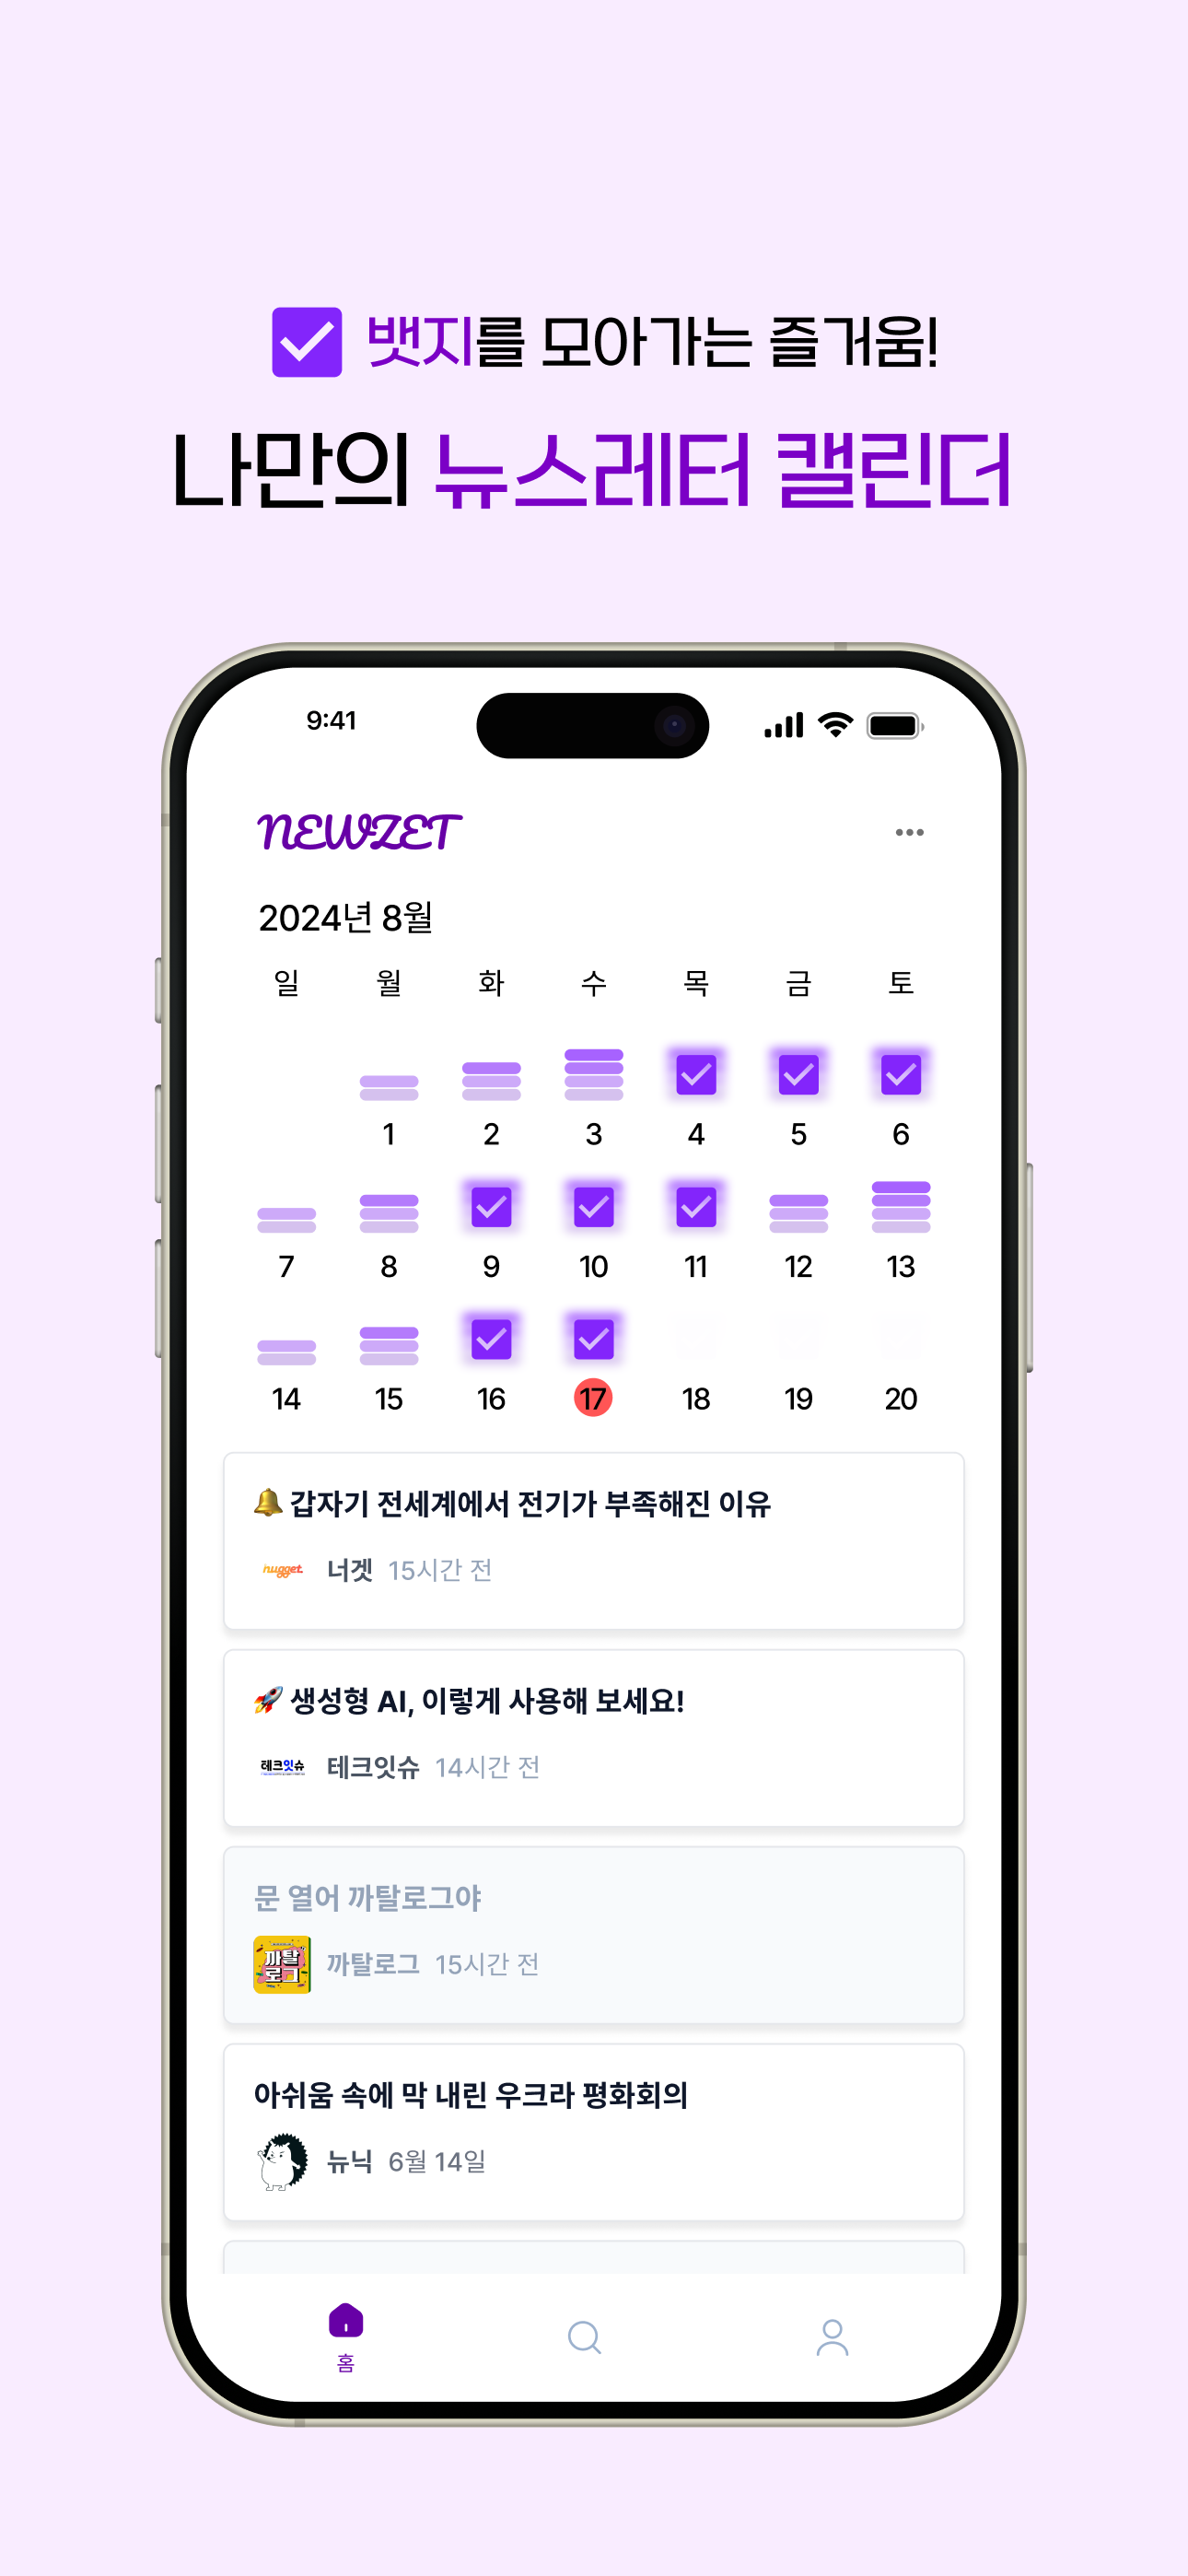 뱃지를 모아가는 즐거움!
나만의 뉴스레터 캘린더
9:41
NEWZET
2024년 8월
일 월 화 수 목 금 토
1 2 3 4 5 6
7 8 9 10 11 12 13
14 15 16 17 18 19 20
🔔 갑자기 전세계에서 전기가 부족해진 이유
nugget. 너겟 15시간 전
🚀 생성형 AI, 이렇게 사용해 보세요!
테크잇슈 테크잇슈 14시간 전
문 열어 까탈로그야
까탈로그 까탈로그 15시간 전
아쉬움 속에 막 내린 우크라 평화회의
뉴닉 6월 14일
홈